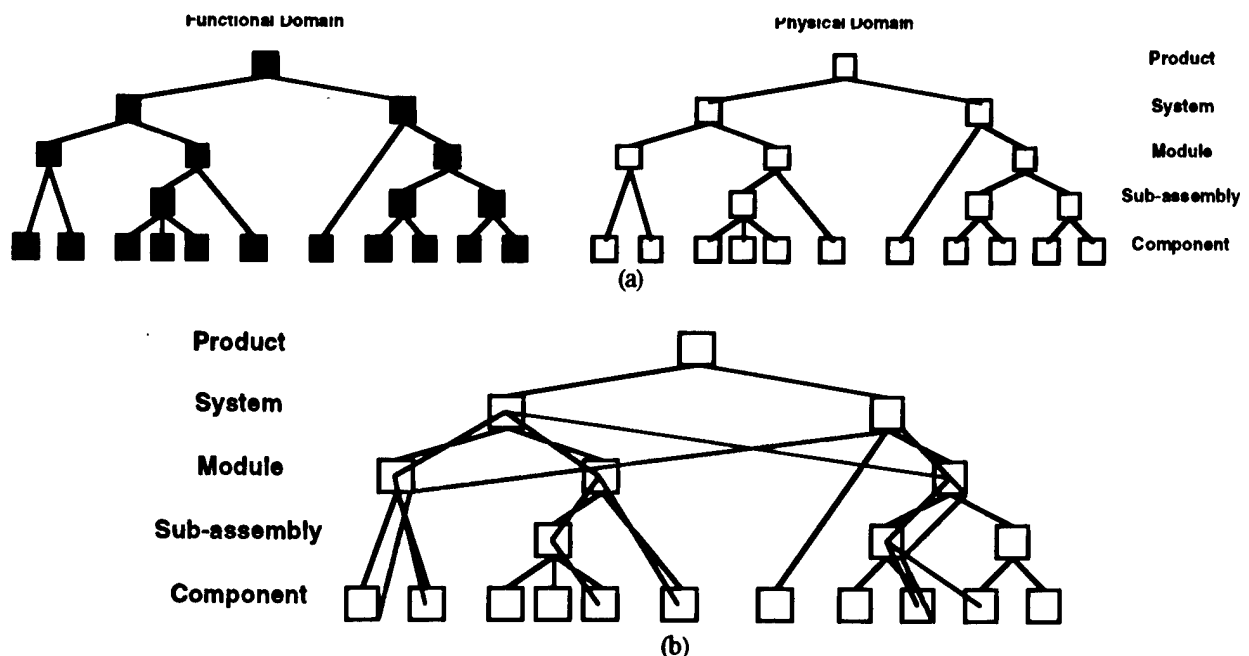 Functional Domain
Physical Domain
Product
System
Module
Sub-assembly
Component
(a)
Product
System
Module
Sub-assembly
Component
(b)